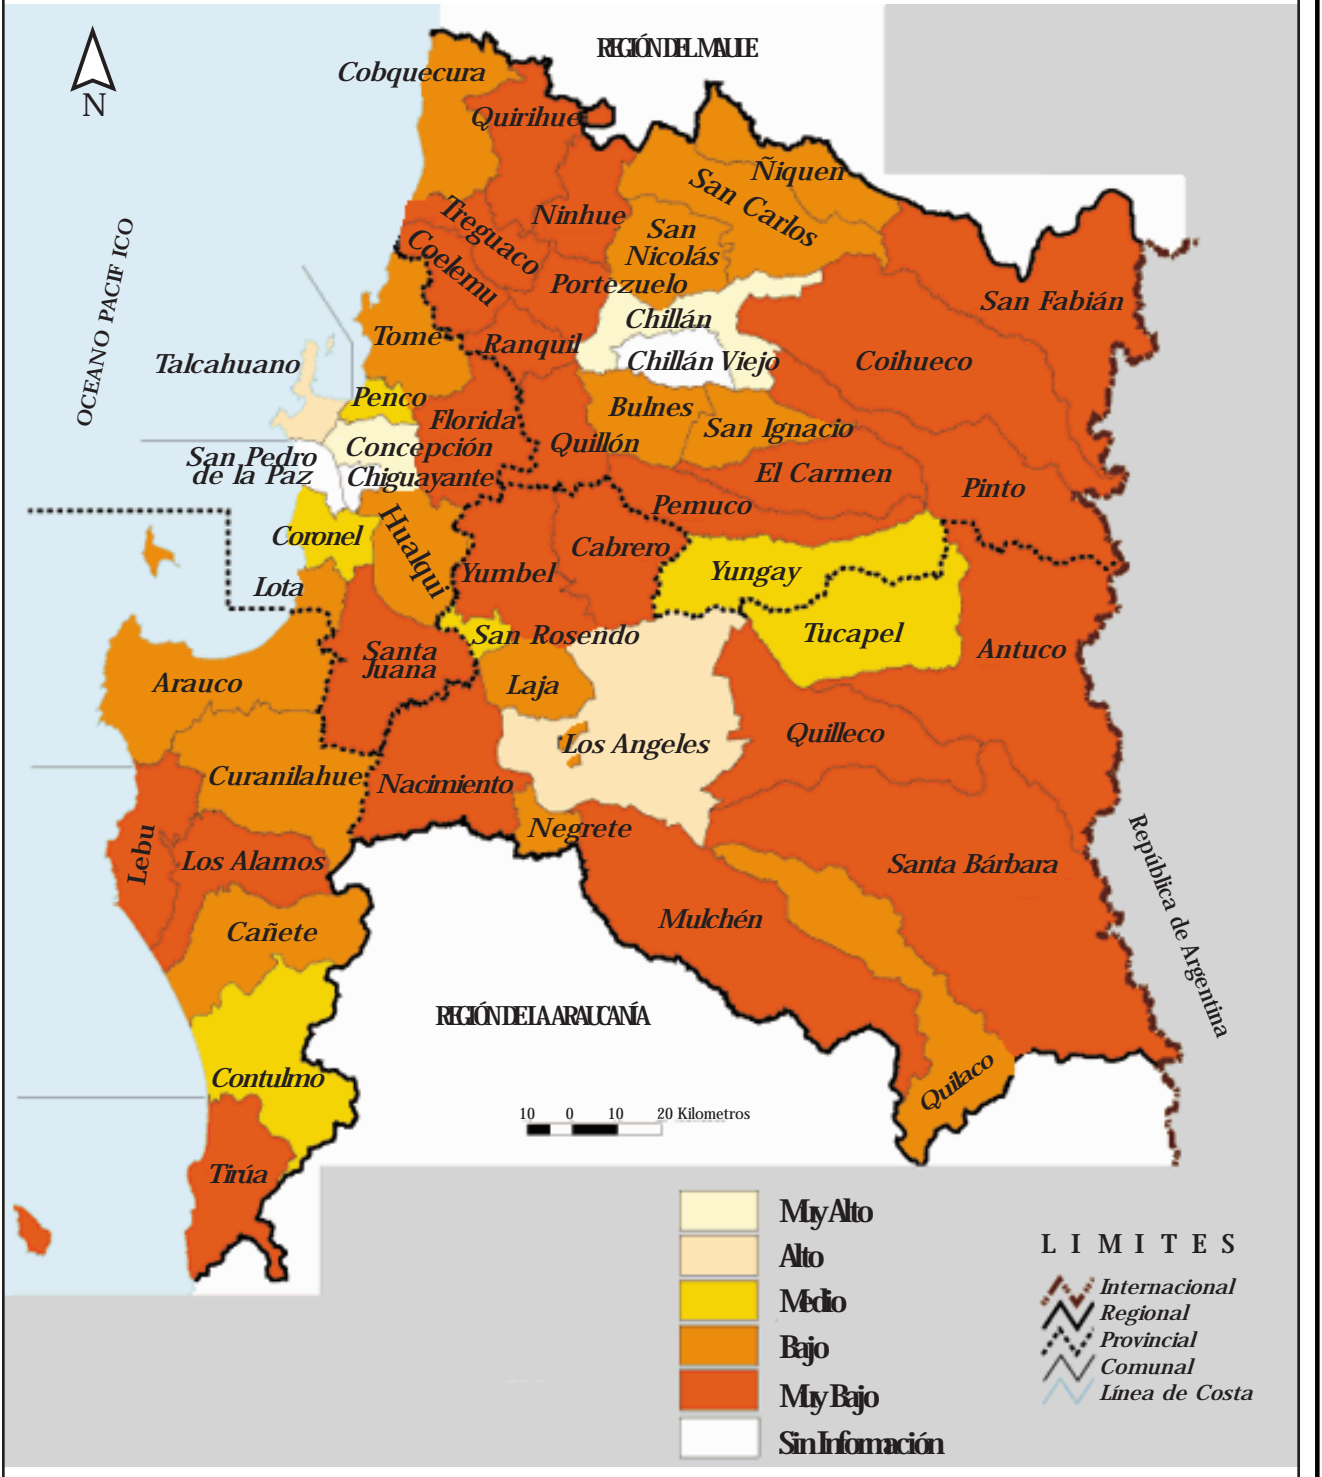 REGIÓN DEL MAULE
Cobquecura
N
Quirihue
Ñiquen
San Carlos
Treguaco
Ninhue
San
Nicolás
Coelemu
Portezuelo
San Fabián
OCEANO PACIFICO
Chillán
Tomé
Ranquil
Talcahuano
Chillán Viejo
Coihueco
Penco
Bulnes
Florida
San Ignacio
Concepción
Quillón
San Pedro
de la Paz
Chiguayante
El Carmen
Pinto
Pemuco
Coronel
Hualqui
Cabrero
Yumbel
Yungay
Lota
San Rosendo
Tucapel
Santa
Juana
Antuco
Arauco
Laja
Quilleco
Los Angeles
Curanilahue
Nacimiento
Negrete
Lebu
Los Alamos
Santa Bárbara
República de Argentina
Mulchén
Cañete
REGIÓN DE LA ARAUCANÍA
Contulmo
Quilaco
10 0 10 20 Kilometros
Tirúa
Muy Alto
Alto
Medio
Bajo
Muy Bajo
Sin Información
LIMITES
Internacional
Regional
Provincial
Comunal
Línea de Costa